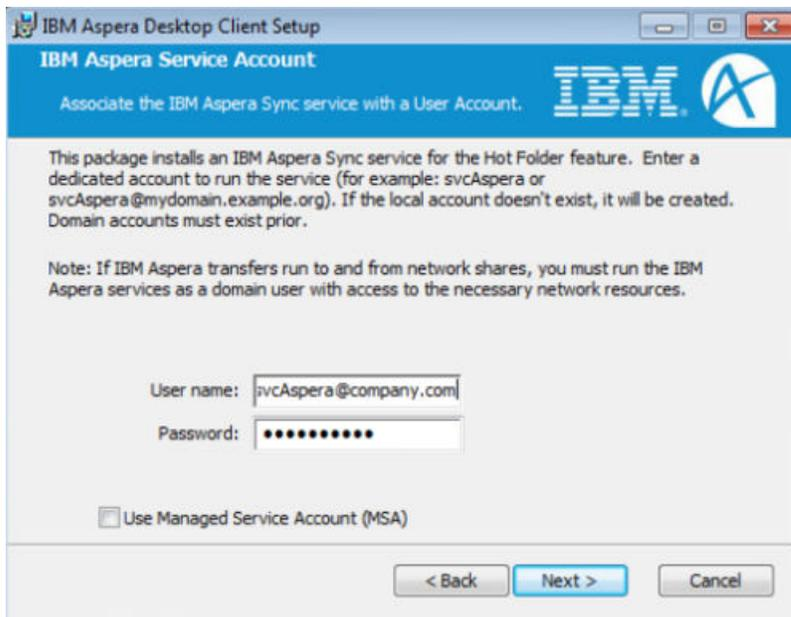 IBM Aspera Desktop Client Setup
IBM Aspera Service Account
Associate the IBM Aspera Sync service with a User Account.
IBM.
This package installs an IBM Aspera Sync service for the Hot Folder feature. Enter a
dedicated account to run the service (for example: svcAspera or
svcAspera@mydomain.example.org). If the local account doesn't exist, it will be created.
Domain accounts must exist prior.
Note: If IBM Aspera transfers run to and from network shares, you must run the IBM
Aspera services as a domain user with access to the necessary network resources.
User name: svcAspera@company.com
Password: ••••••••••
Use Managed Service Account (MSA)
< Back Next > Cancel